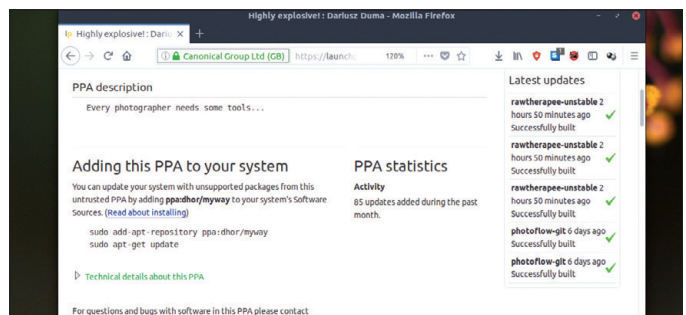 Highly explosive! : Dariusz Duma - Mozilla Firefox
Highly explosive! : Dariu
Canonical Group Ltd (GB) https://launch
120%
PPA description
Every photographer needs some tools...
Adding this PPA to your system
You can update your system with unsupported packages from this
untrusted PPA by adding ppa:dhor/myway to your system's Software
Sources. (Read about installing)
sudo add-apt-repository ppa:dhor/myway
sudo apt-get update
Technical details about this PPA
For questions and bugs with software in this PPA please contact
PPA statistics
Activity
85 updates added during the past
month.
Latest updates
rawtherapee-unstable 2
hours 50 minutes ago
Successfully built
rawtherapee-unstable 2
hours 50 minutes ago
Successfully built
rawtherapee-unstable 2
hours 50 minutes ago
Successfully built
photoflow-git 6 days ago
Successfully built
photoflow-git 6 days ago
Successfully built